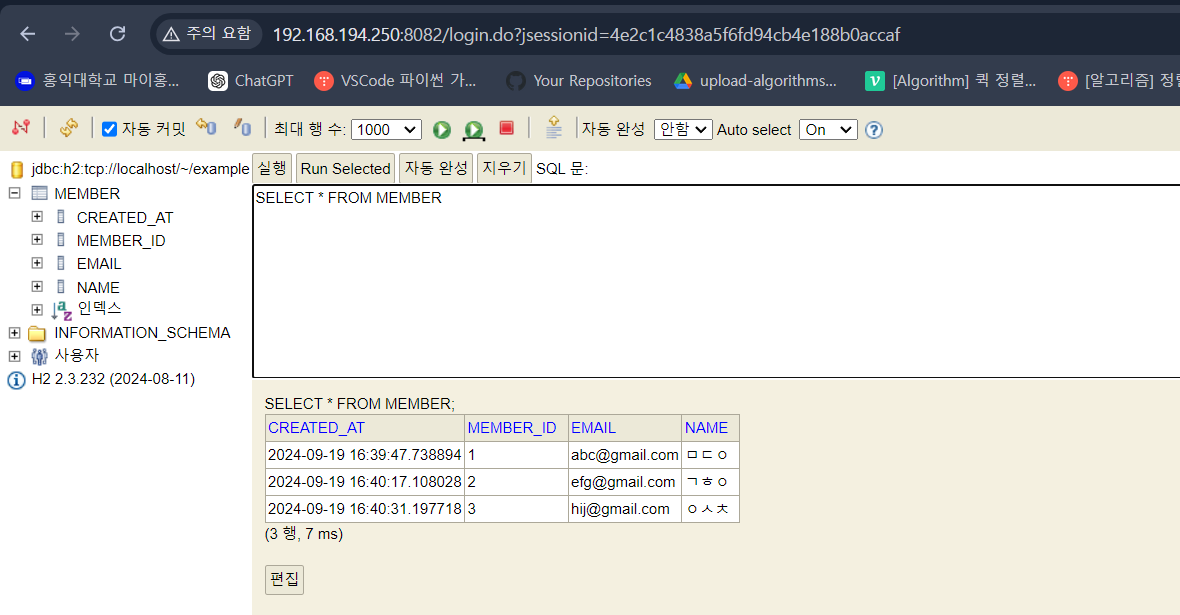 주의 요함 192.168.194.250:8082/login.do?jsessionid=4e2c1c4838a5f6fd94cb4e188b0accaf
홍익대학교 마이홍... ChatGPT VSCode 파이썬 가... Your Repositories upload-algorithms... [Algorithm] 퀵 정렬... [알고리즘] 정렬
자동 커밋 최대 행 수: 1000 자동 완성 안함 Auto select On
jdbc:h2:tcp://localhost/~/example 실행 Run Selected 자동 완성 지우기 SQL 문:
MEMBER
CREATED_AT
MEMBER_ID
EMAIL
NAME
인덱스
INFORMATION_SCHEMA
사용자
H2 2.3.232 (2024-08-11)
SELECT * FROM MEMBER
SELECT * FROM MEMBER;
CREATED_AT MEMBER_ID EMAIL NAME
2024-09-19 16:39:47.738894 1 abc@gmail.com ㅁㄷㅇ
2024-09-19 16:40:17.108028 2 efg@gmail.com ㄱㅎㅇ
2024-09-19 16:40:31.197718 3 hij@gmail.com ㅇㅅㅊ
(3 행, 7 ms)
편집